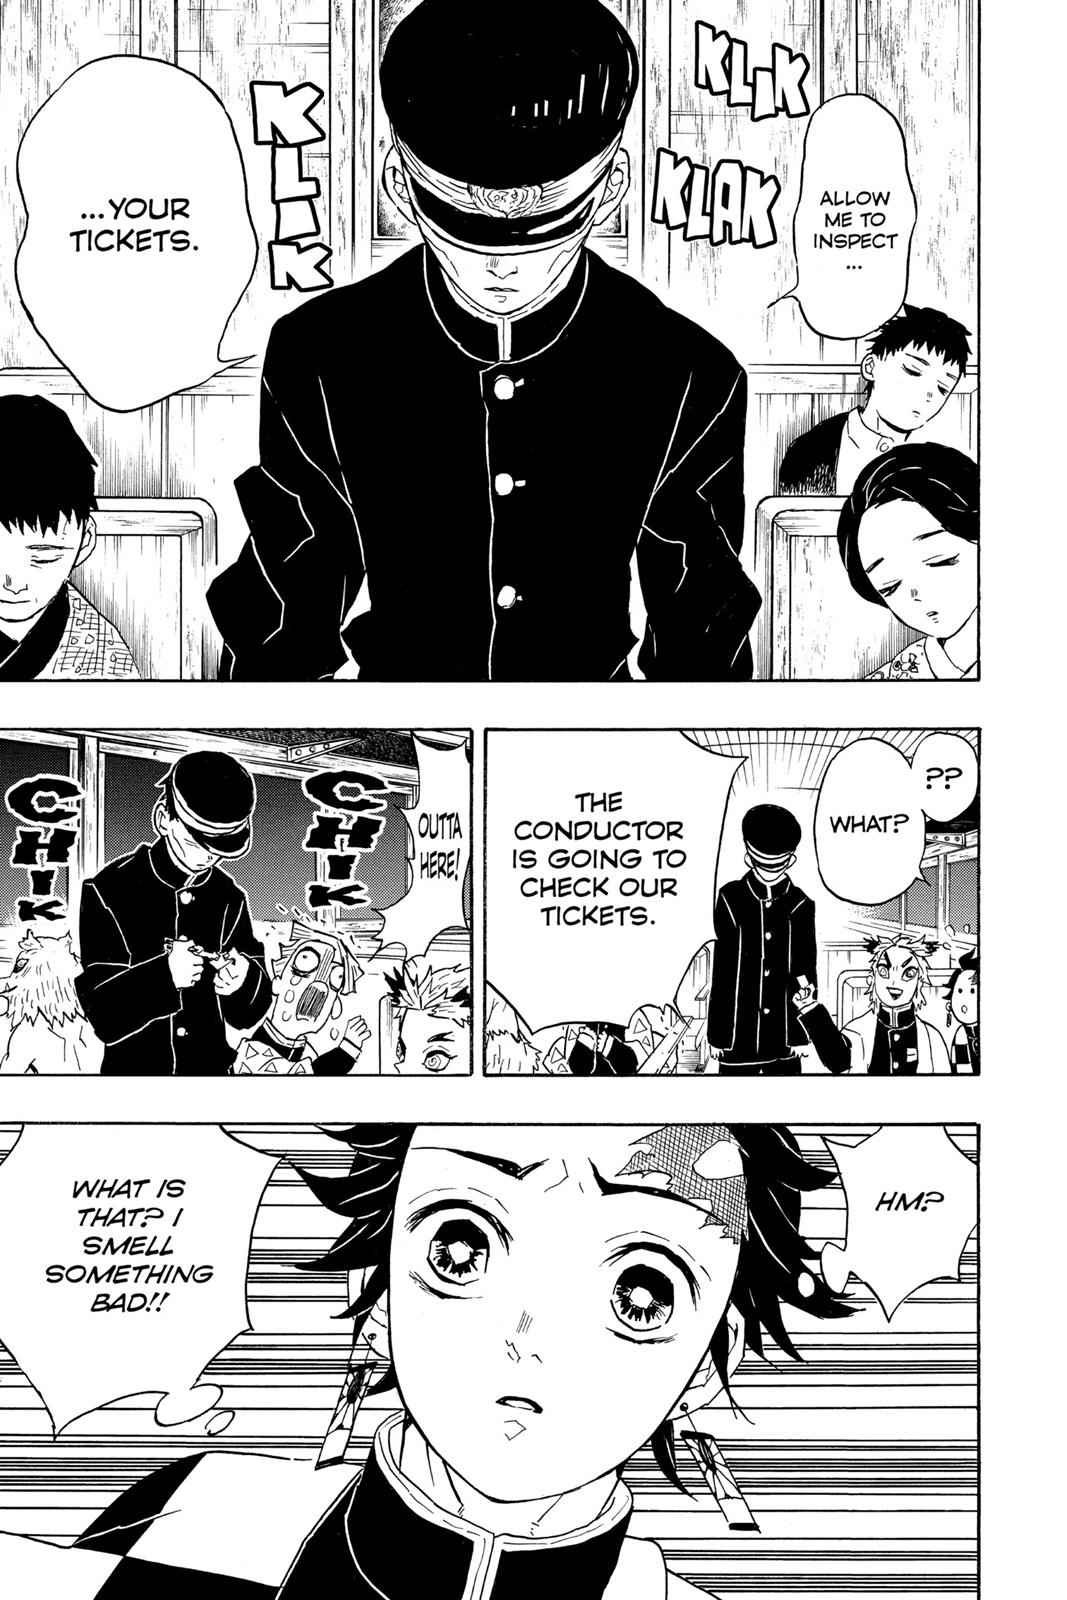 KLIK
KLAK
ALLOW
ME TO
INSPECT
...
KLIK
...YOUR
TICKETS.
??
WHAT?
THE
CONDUCTOR
IS GOING TO
CHECK OUR
TICKETS.
OUTTA
HERE!
CHIK
CHIK
HM?
WHAT IS
THAT? I
SMELL
SOMETHING
BAD!!